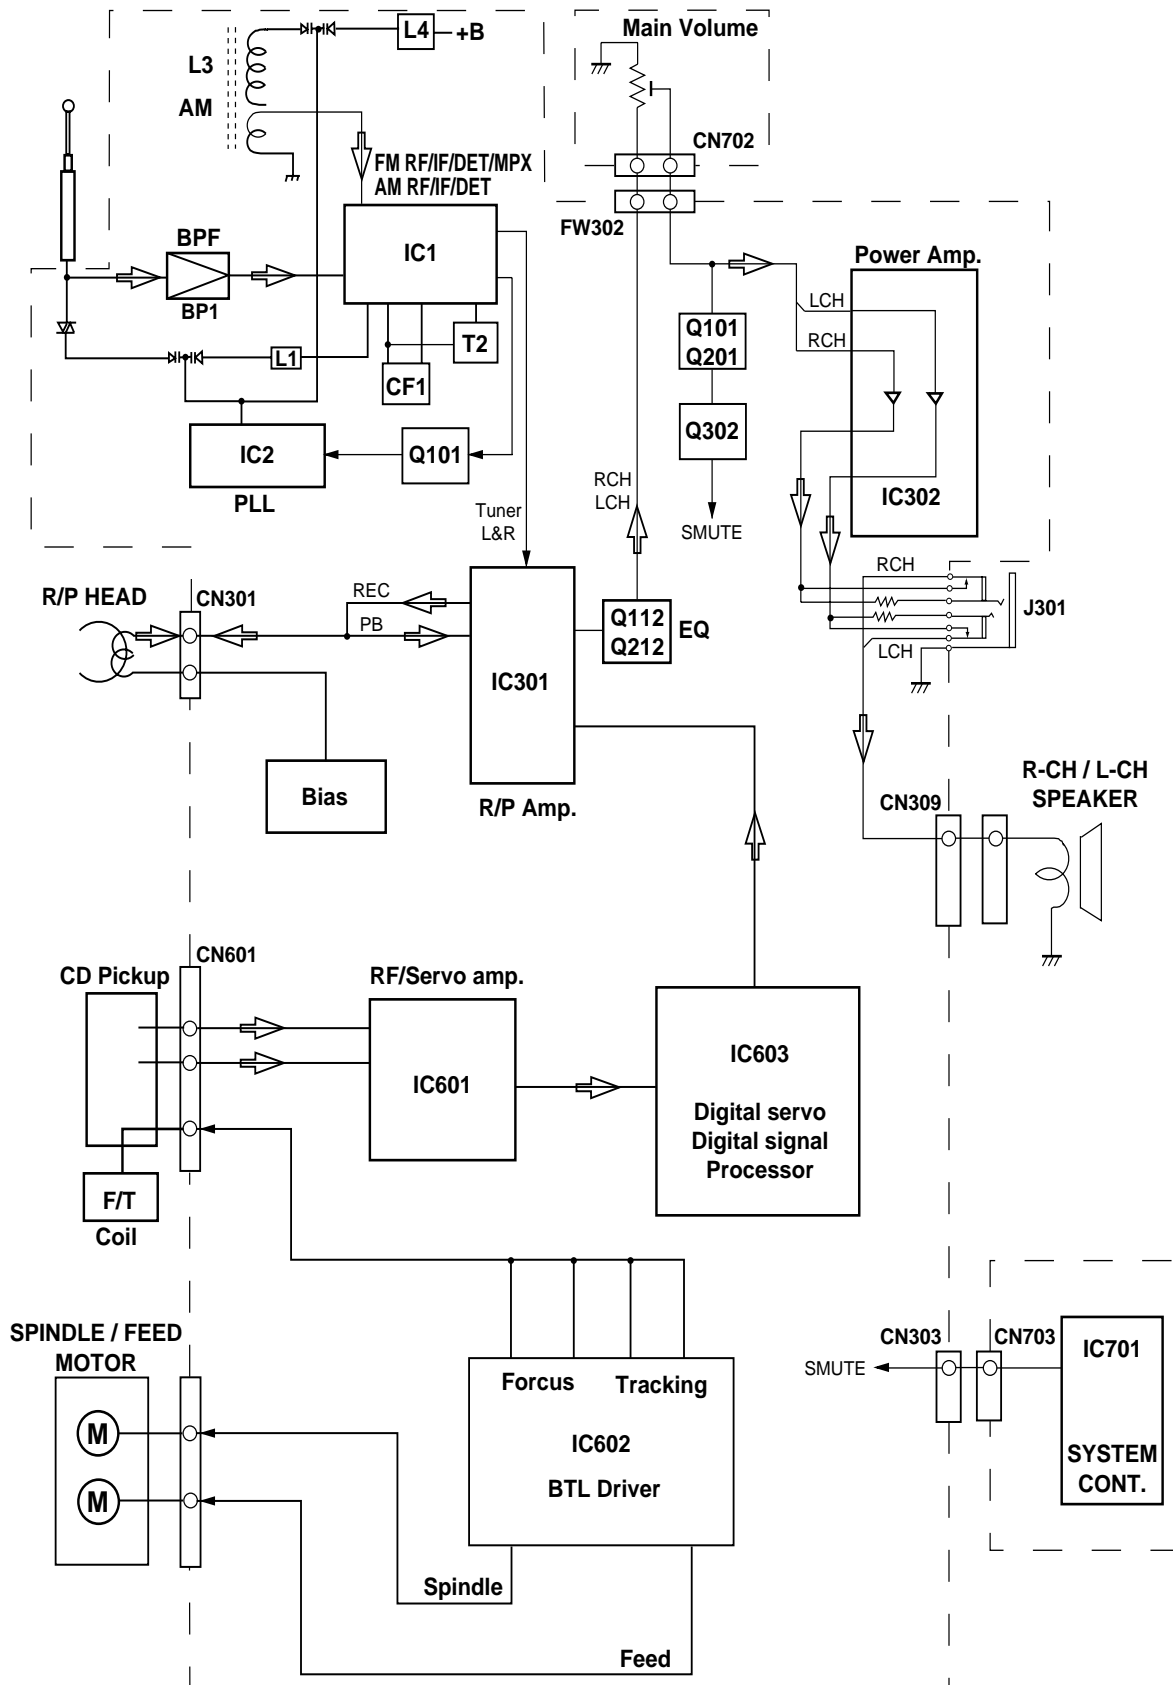 Main Volume
L4
+B
L3
AM
CN702
FM RF/IF/DET/MPX
AM RF/IF/DET
FW302
BPF
IC1
Power Amp.
BP1
LCH
RCH
Q101
Q201
L1
T2
CF1
Q302
IC2
Q101
PLL
RCH
LCH
IC302
Tuner
L&R
SMUTE
R/P HEAD
CN301
REC
PB
RCH
J301
Q112
Q212
EQ
LCH
IC301
Bias
R/P Amp.
CN309
R-CH / L-CH
SPEAKER
CN601
CD Pickup
RF/Servo amp.
IC601
IC603
Digital servo
Digital signal
Processor
F/T
Coil
SPINDLE / FEED
MOTOR
CN303
CN703
IC701
SMUTE
Forcus
Tracking
M
IC602
BTL Driver
SYSTEM
CONT.
M
Spindle
Feed